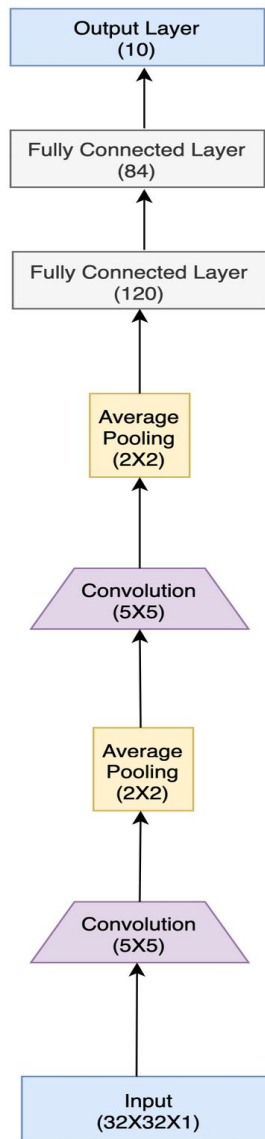 Output Layer
(10)
Fully Connected Layer
(84)
Fully Connected Layer
(120)
Average
Pooling
(2X2)
Convolution
(5X5)
Average
Pooling
(2X2)
Convolution
(5X5)
Input
(32X32X1)